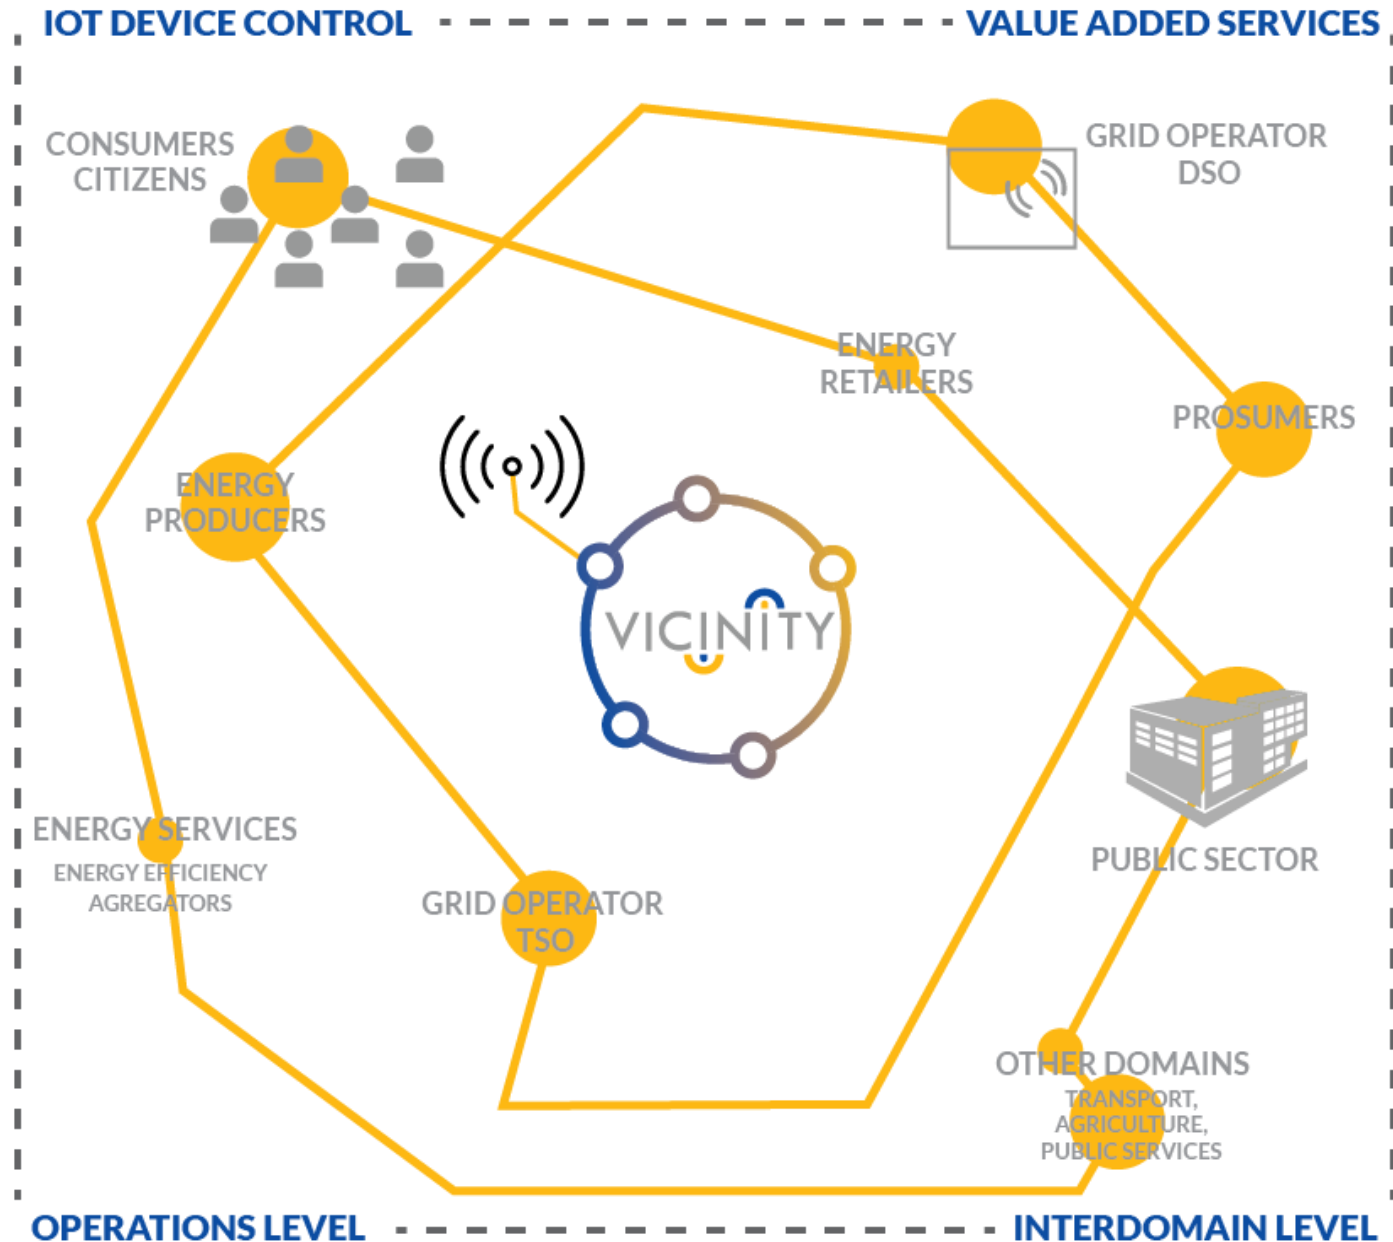 IOT DEVICE CONTROL
VALUE ADDED SERVICES
CONSUMERS
CITIZENS
GRID OPERATOR
DSO
ENERGY
RETAILERS
PROSUMERS
ENERGY
PRODUCERS
VICINITY
ENERGY SERVICES
ENERGY EFFICIENCY
AGREGATORS
GRID OPERATOR
TSO
PUBLIC SECTOR
OTHER DOMAINS
TRANSPORT,
AGRICULTURE,
PUBLIC SERVICES
OPERATIONS LEVEL
INTERDOMAIN LEVEL